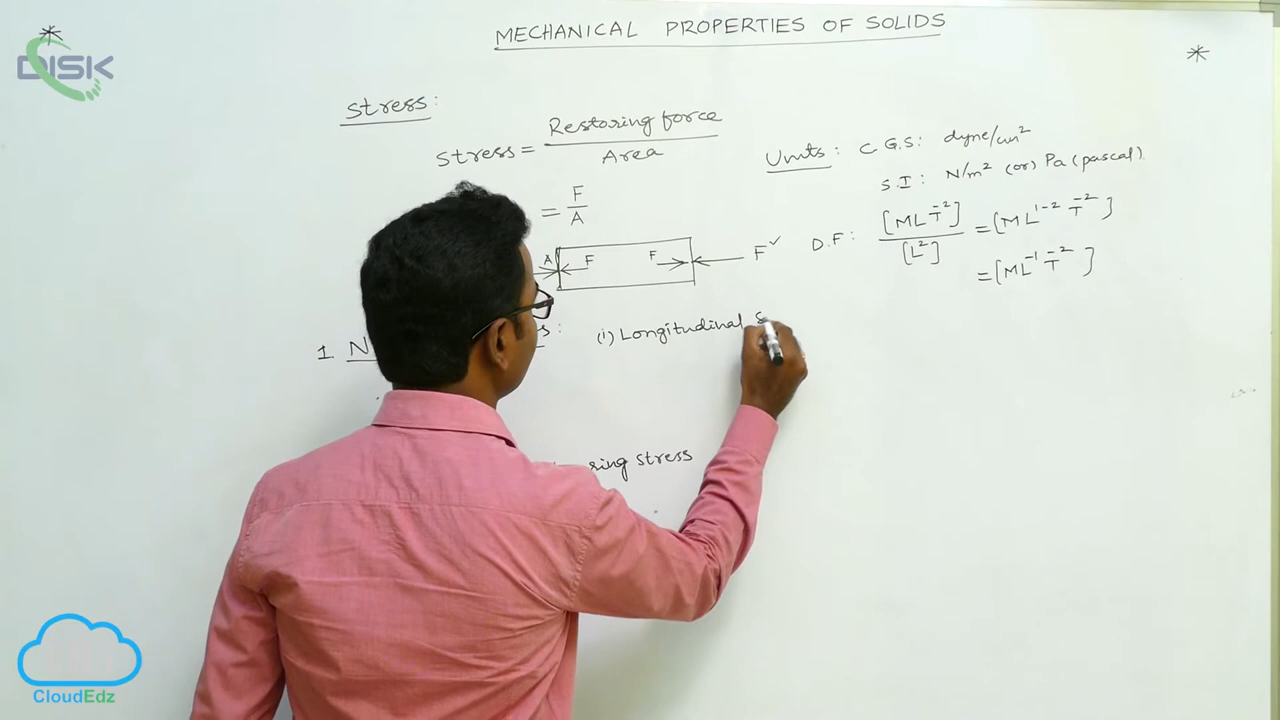 MECHANICAL PROPERTIES OF SOLIDS
*
*
DISK
Stress:
Stress = Restoring force / Area
= F / A
Units: C.G.S: dyne/cm²
S.I: N/m² (or) Pa (pascal)
D.F: [MLT⁻²] / [L²] = [ML¹⁻² T⁻²]
= [ML⁻¹ T⁻²]
A F F F ✓
1. N
s: (i) Longitudinal S
ring stress
CloudEdz